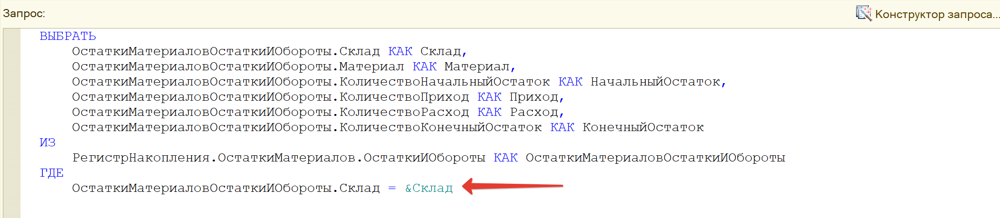 Запрос:
Конструктор запроса...
ВЫБРАТЬ
ОстаткиМатериаловОстаткиИОбороты.Склад КАК Склад,
ОстаткиМатериаловОстаткиИОбороты.Материал КАК Материал,
ОстаткиМатериаловОстаткиИОбороты.КоличествоНачальныйОстаток КАК НачальныйОстаток,
ОстаткиМатериаловОстаткиИОбороты.КоличествоПриход КАК Приход,
ОстаткиМатериаловОстаткиИОбороты.КоличествоРасход КАК Расход,
ОстаткиМатериаловОстаткиИОбороты.КоличествоКонечныйОстаток КАК КонечныйОстаток
ИЗ
РегистрНакопления.ОстаткиМатериалов.ОстаткиИОбороты КАК ОстаткиМатериаловОстаткиИОбороты
ГДЕ
ОстаткиМатериаловОстаткиИОбороты.Склад = &Склад